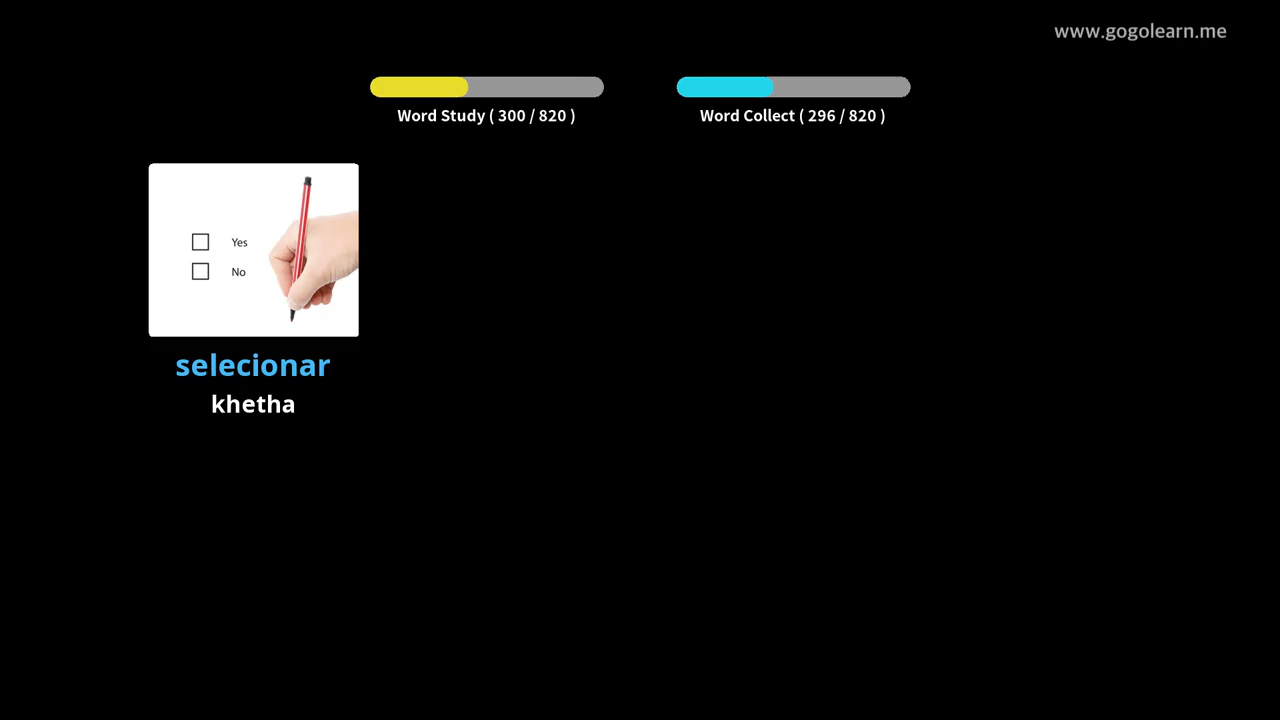 www.gogolearn.me
Word Study ( 300 / 820 )
Word Collect ( 296 / 820 )
Yes
No
selecionar
khetha